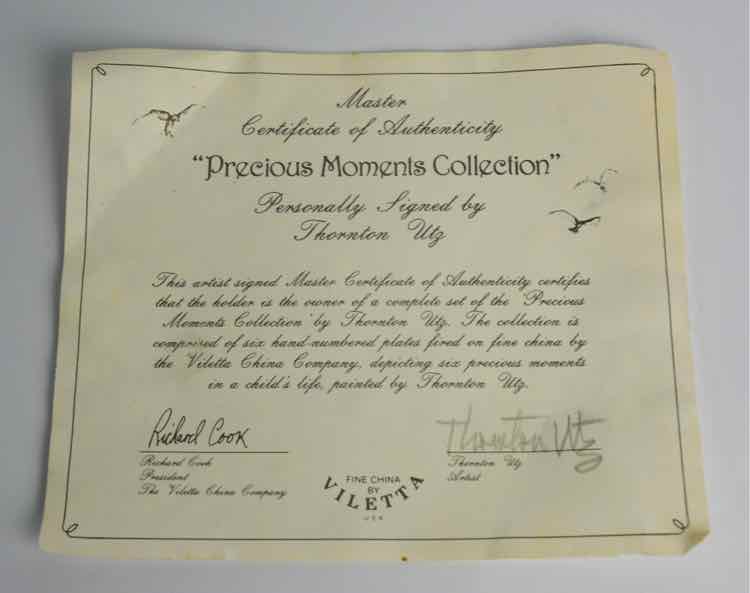 Master
Certificate of Authenticity
"Precious Moments Collection"
Personally Signed by
Thornton Utz
This artist signed Master Certificate of Authenticity certifies
that the holder is the owner of a complete set of the 'Precious
Moments Collection' by Thornton Utz. The collection is
comprised of six hand-numbered plates fired on fine china by
the Viletta China Company, depicting six precious moments
in a child's life, painted by Thornton Utz.
Richard Cook
Richard Cook
President
The Viletta China Company
Thornton Utz
Thornton Utz
Artist
FINE CHINA
BY
VILETTA
USA